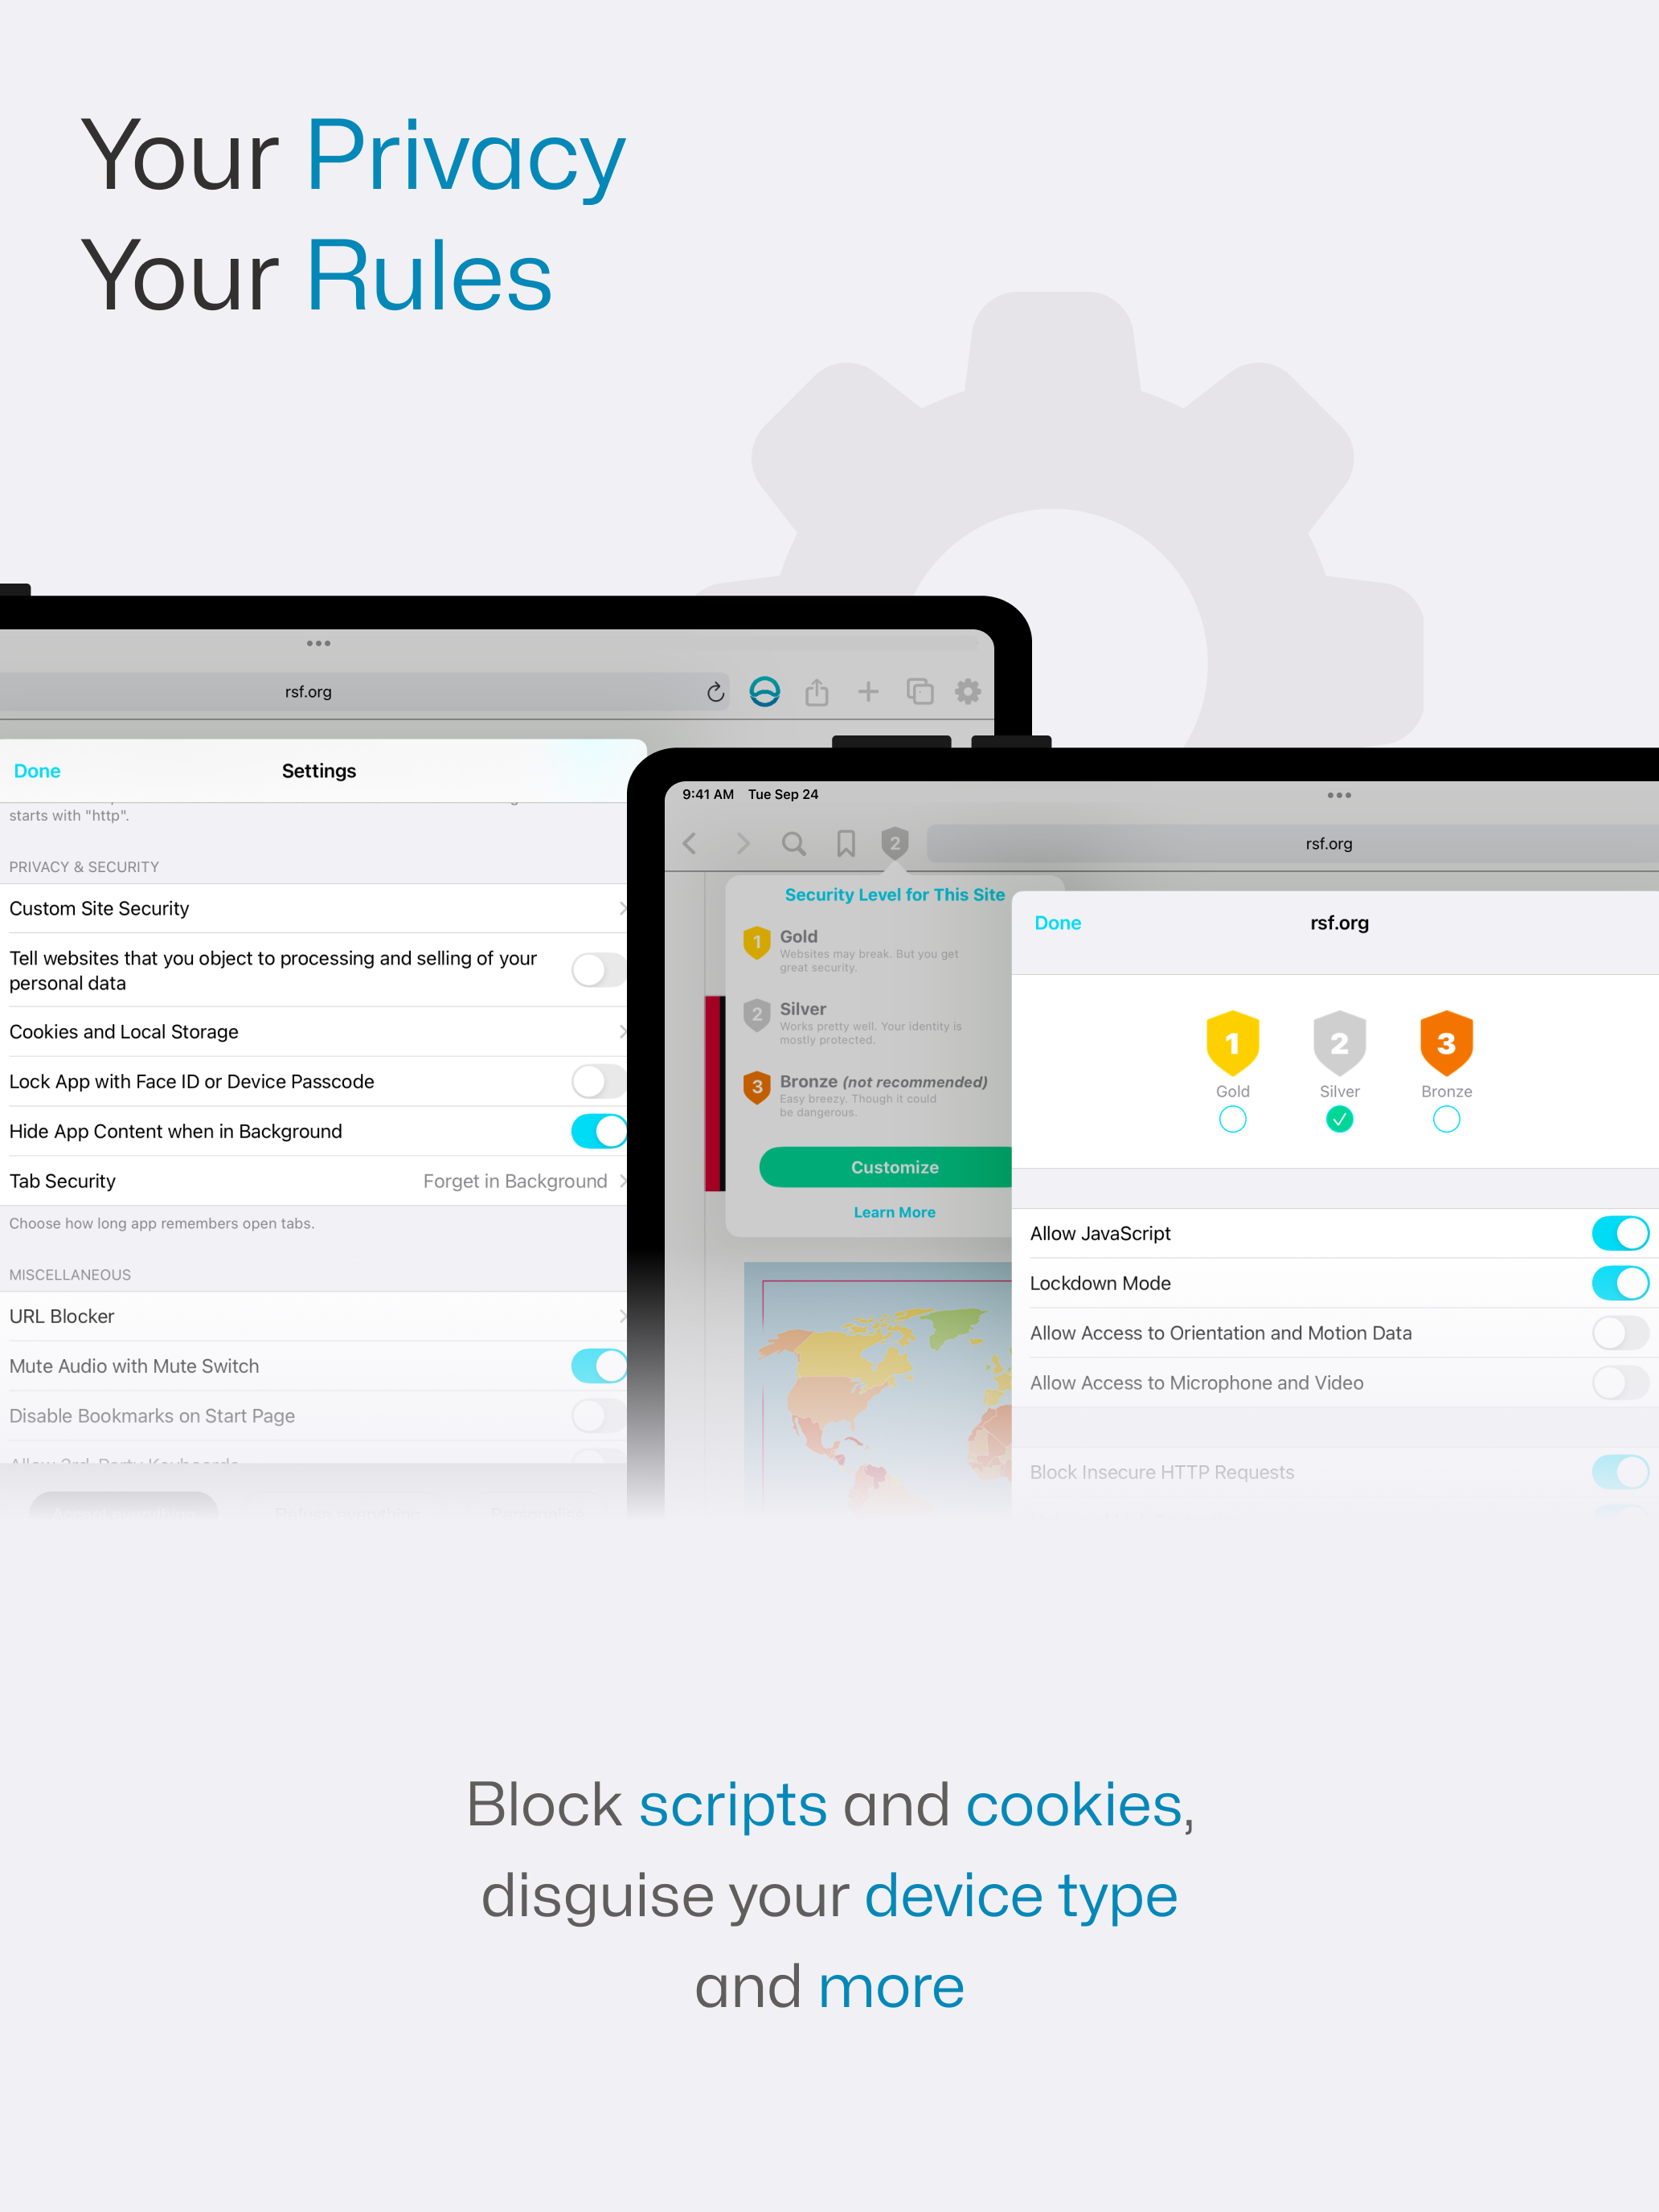 Your Privacy
Your Rules
rsf.org
Done
Settings
starts with "http".
PRIVACY & SECURITY
Custom Site Security
Tell websites that you object to processing and selling of your
personal data
Cookies and Local Storage
Lock App with Face ID or Device Passcode
Hide App Content when in Background
Tab Security
Forget in Background
Choose how long app remembers open tabs.
MISCELLANEOUS
URL Blocker
Mute Audio with Mute Switch
Disable Bookmarks on Start Page
9:41 AM Tue Sep 24
2
rsf.org
Security Level for This Site
1
Gold
Websites may break. But you get
great security.
2
Silver
Works pretty well. Your identity is
mostly protected.
3
Bronze (not recommended)
Easy breezy. Though it could
be dangerous.
Customize
Learn More
Done
rsf.org
1 2 3
Gold Silver Bronze
Allow JavaScript
Lockdown Mode
Allow Access to Orientation and Motion Data
Allow Access to Microphone and Video
Block Insecure HTTP Requests
Block scripts and cookies,
disguise your device type
and more